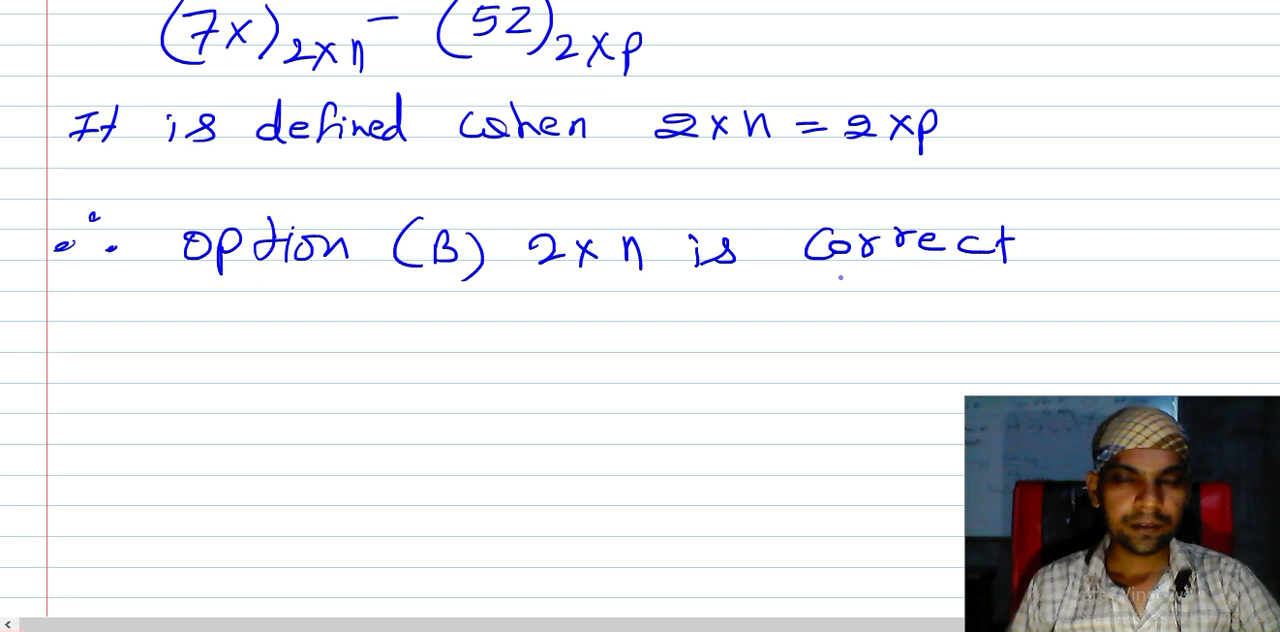 (7x)2×n - (5z)2×p
It is defined when 2×n = 2×p
∴ option (B) 2×n is correct